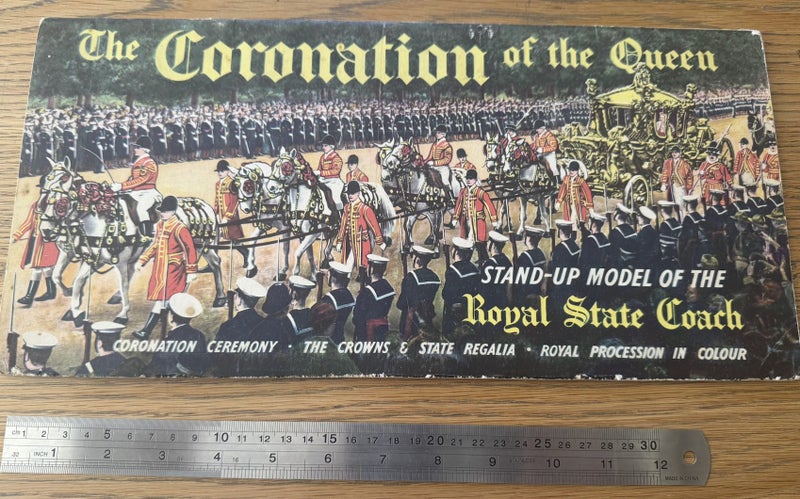 The Coronation of the Queen
STAND-UP MODEL OF THE
Royal State Coach
CORONATION CEREMONY · THE CROWNS & STATE REGALIA · ROYAL PROCESSION IN COLOUR
cm 1 2 3 4 5 6 7 8 9 10 11 12 13 14 15 16 17 18 19 20 21 22 23 24 25 26 27 28 29 30
32 INCH 1 2 3 4 16 5 6 7 8 9 10 11 12
MADE IN CHINA